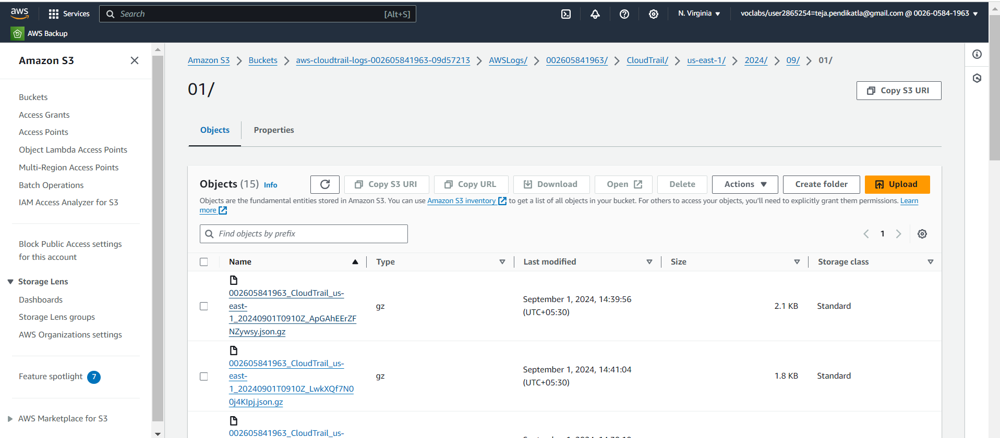 aws
Services
Search
[Alt+S]
N. Virginia
voclabs/user2865254=teja.pendikatla@gmail.com @ 0026-0584-1963
AWS Backup
Amazon S3
Buckets
Access Grants
Access Points
Object Lambda Access Points
Multi-Region Access Points
Batch Operations
IAM Access Analyzer for S3
Block Public Access settings
for this account
Storage Lens
Dashboards
Storage Lens groups
AWS Organizations settings
Feature spotlight 7
AWS Marketplace for S3
Amazon S3 > Buckets > aws-cloudtrail-logs-002605841963-09d57213 > AWSLogs/ > 002605841963/ > CloudTrail/ > us-east-1/ > 2024/ > 09/ > 01/
01/
Copy S3 URI
Objects
Properties
Objects (15) Info
Copy S3 URI
Copy URL
Download
Open
Delete
Actions
Create folder
Upload
Objects are the fundamental entities stored in Amazon S3. You can use Amazon S3 inventory to get a list of all objects in your bucket. For others to access your objects, you’ll need to explicitly grant them permissions. Learn
more
Find objects by prefix
1
Name
Type
Last modified
Size
Storage class
002605841963_CloudTrail_us-
east-
1_20240901T0910Z_ApGAhEErZF
NZywsy.json.gz
gz
September 1, 2024, 14:39:56
(UTC+05:30)
2.1 KB
Standard
002605841963_CloudTrail_us-
east-
1_20240901T0910Z_LwkXQf7N0
0j4KIpj.json.gz
gz
September 1, 2024, 14:41:04
(UTC+05:30)
1.8 KB
Standard
002605841963_CloudTrail_us-